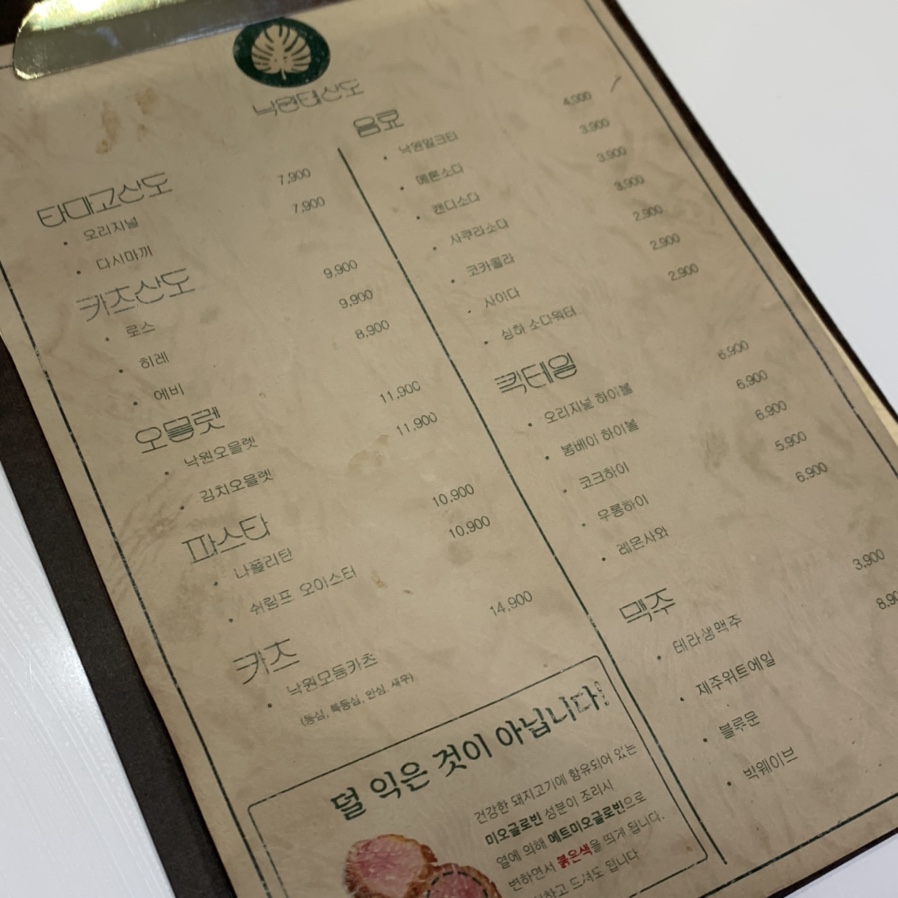 낙원타산도
타마고산도
오리지널 7,900
다시마끼 7,900
카츠산도
로스 9,900
히레 9,900
에비 8,900
오믈렛
낙원오믈렛 11,900
김치오믈렛 11,900
파스타
나폴리탄 10,900
쉬림프 오이스터 10,900
카츠
낙원모듬카츠 14,900
(등심, 특등심, 안심, 새우)
덜 익은 것이 아닙니다!
건강한 돼지고기에 함유되어 있는
미오글로빈 성분이 조리시
열에 의해 메트미오글로빈으로
변하면서 붉은색을 띄게 됩니다.
드셔도 됩니다
음료
낙원밀크티 4,900
메론소다 3,900
캔디소다 3,900
사쿠라소다 3,900
코카콜라 2,900
사이다 2,900
싱하 소다워터 2,900
칵테일
오리지널 하이볼 6,900
봄베이 하이볼 6,900
코크하이 6,900
우롱하이 5,900
레몬사와 6,900
맥주
테라생맥주 3,900
제주위트에일
블루문
빅웨이브